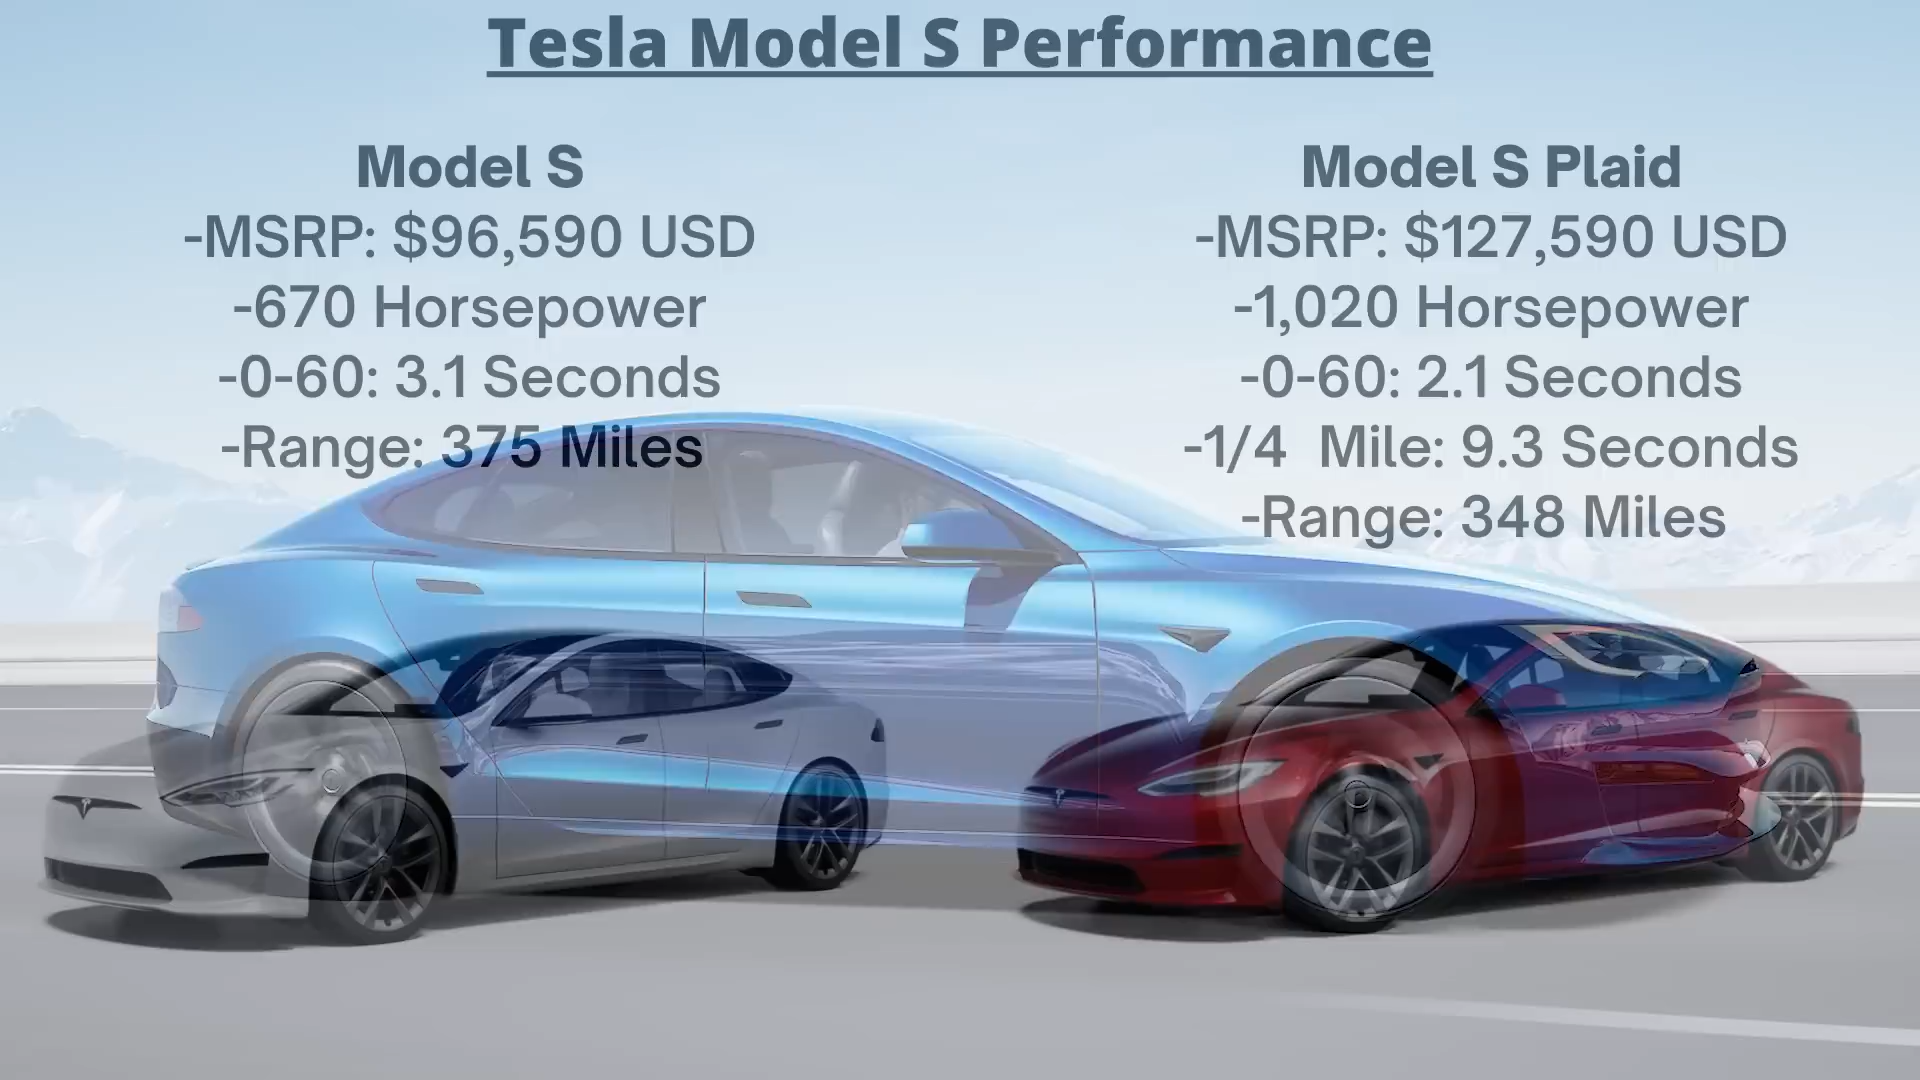 Tesla Model S Performance
Model S
-MSRP: $96,590 USD
-670 Horsepower
-0-60: 3.1 Seconds
-Range: 375 Miles
Model S Plaid
-MSRP: $127,590 USD
-1,020 Horsepower
-0-60: 2.1 Seconds
-1/4 Mile: 9.3 Seconds
-Range: 348 Miles